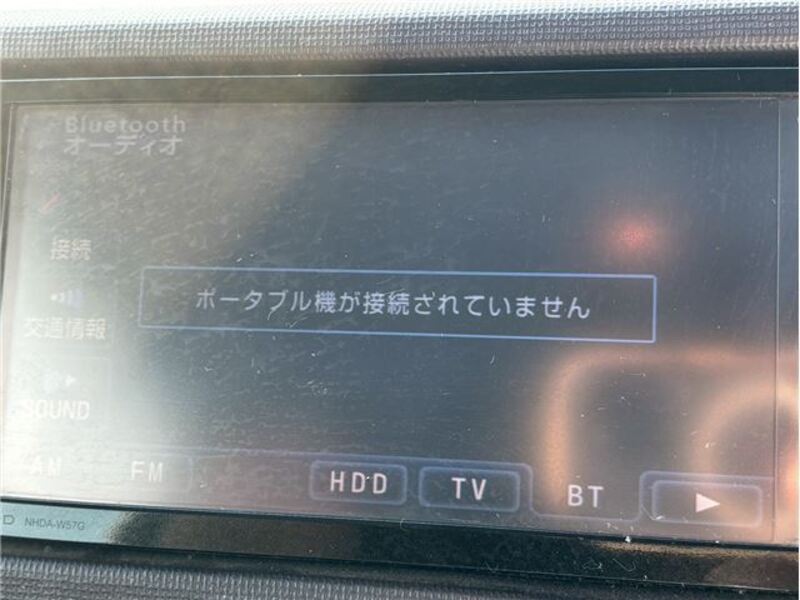 Bluetooth
オーディオ
接続
ポータブル機が接続されていません
交通情報
SOUND
AM FM HDD TV BT
D NHDA-W57G